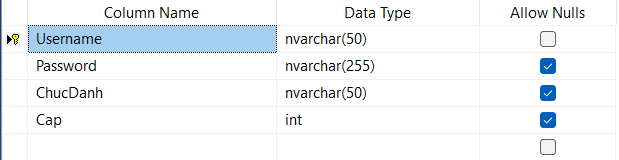 Column Name Data Type Allow Nulls
Username nvarchar(50)
Password nvarchar(255)
ChucDanh nvarchar(50)
Cap int